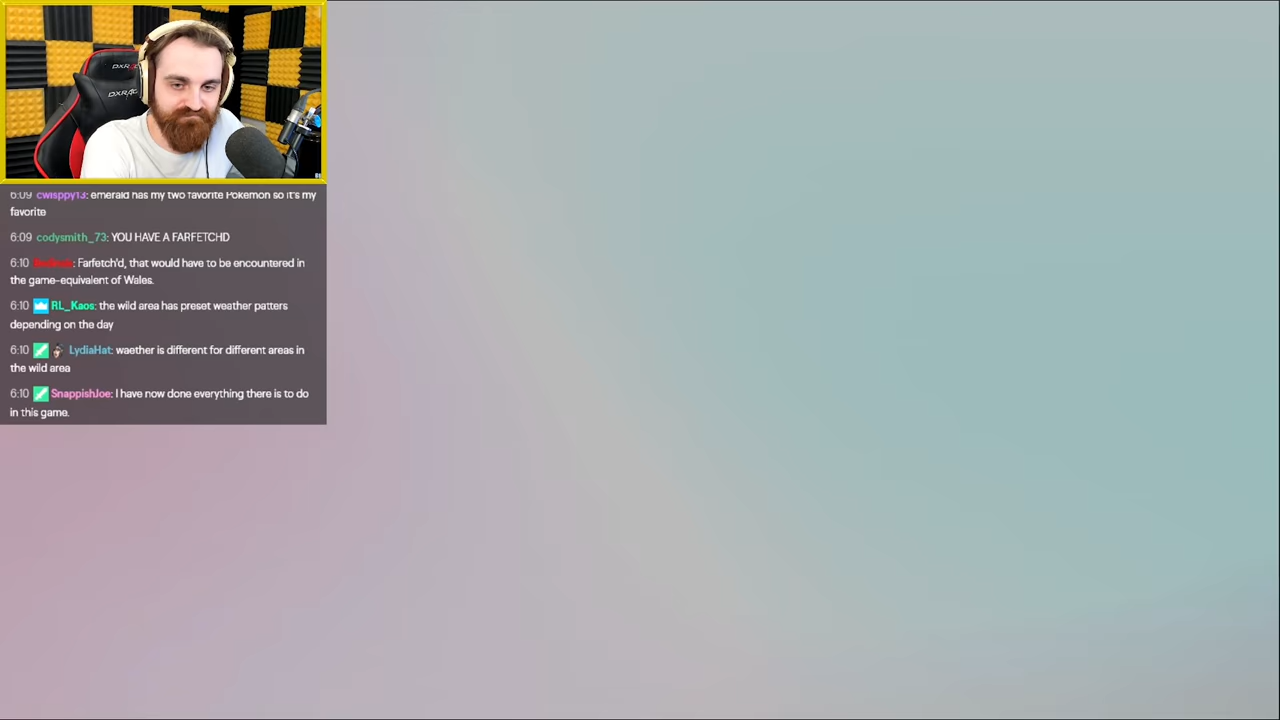 DXRAC
DXRAC
6:09 cwisppy13: emerald has my two favorite Pokemon so it's my
favorite
6:09 codysmith_73: YOU HAVE A FARFETCHD
6:10 : Farfetch'd, that would have to be encountered in
the game-equivalent of Wales.
6:10 RL_Kaos: the wild area has preset weather patters
depending on the day
6:10 LydiaHat: waether is different for different areas in
the wild area
6:10 SnappishJoe: I have now done everything there is to do
in this game.